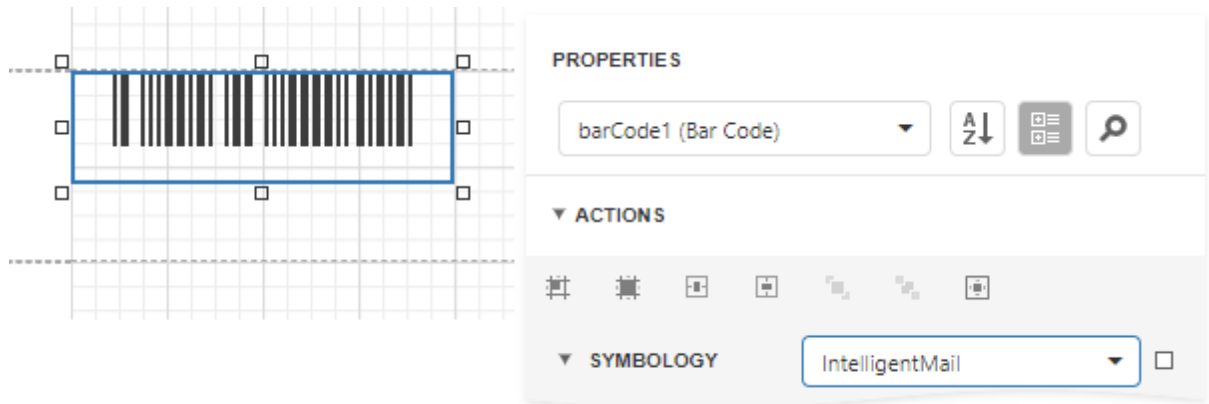 PROPERTIES
barCode1 (Bar Code)
A
Z
ACTIONS
SYMBOLOGY
IntelligentMail